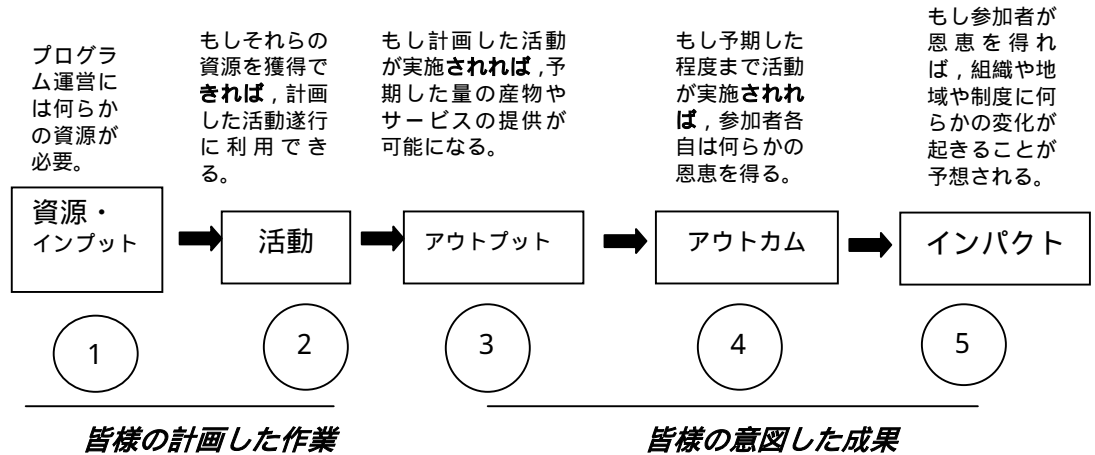 プログラ
ム運営に
は何らか
の資源が
必要。
もしそれらの
資源を獲得で
きれば，計画
した活動遂行
に利用でき
る。
もし計画した活動
が実施されれば，予
期した量の産物や
サービスの提供が
可能になる。
もし予期した
程度まで活動
が実施されれ
ば，参加者各
自は何らかの
恩恵を得る。
もし参加者が
恩恵を得れ
ば，組織や地
域や制度に何
らかの変化が
起きることが
予想される。
資源・
インプット
活動
アウトプット
アウトカム
インパクト
1
2
3
4
5
皆様の計画した作業
皆様の意図した成果